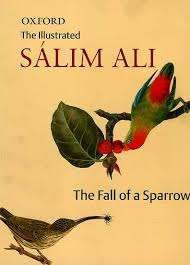 OXFORD
The Illustrated
SÁLIM ALI
The Fall of a Sparrow